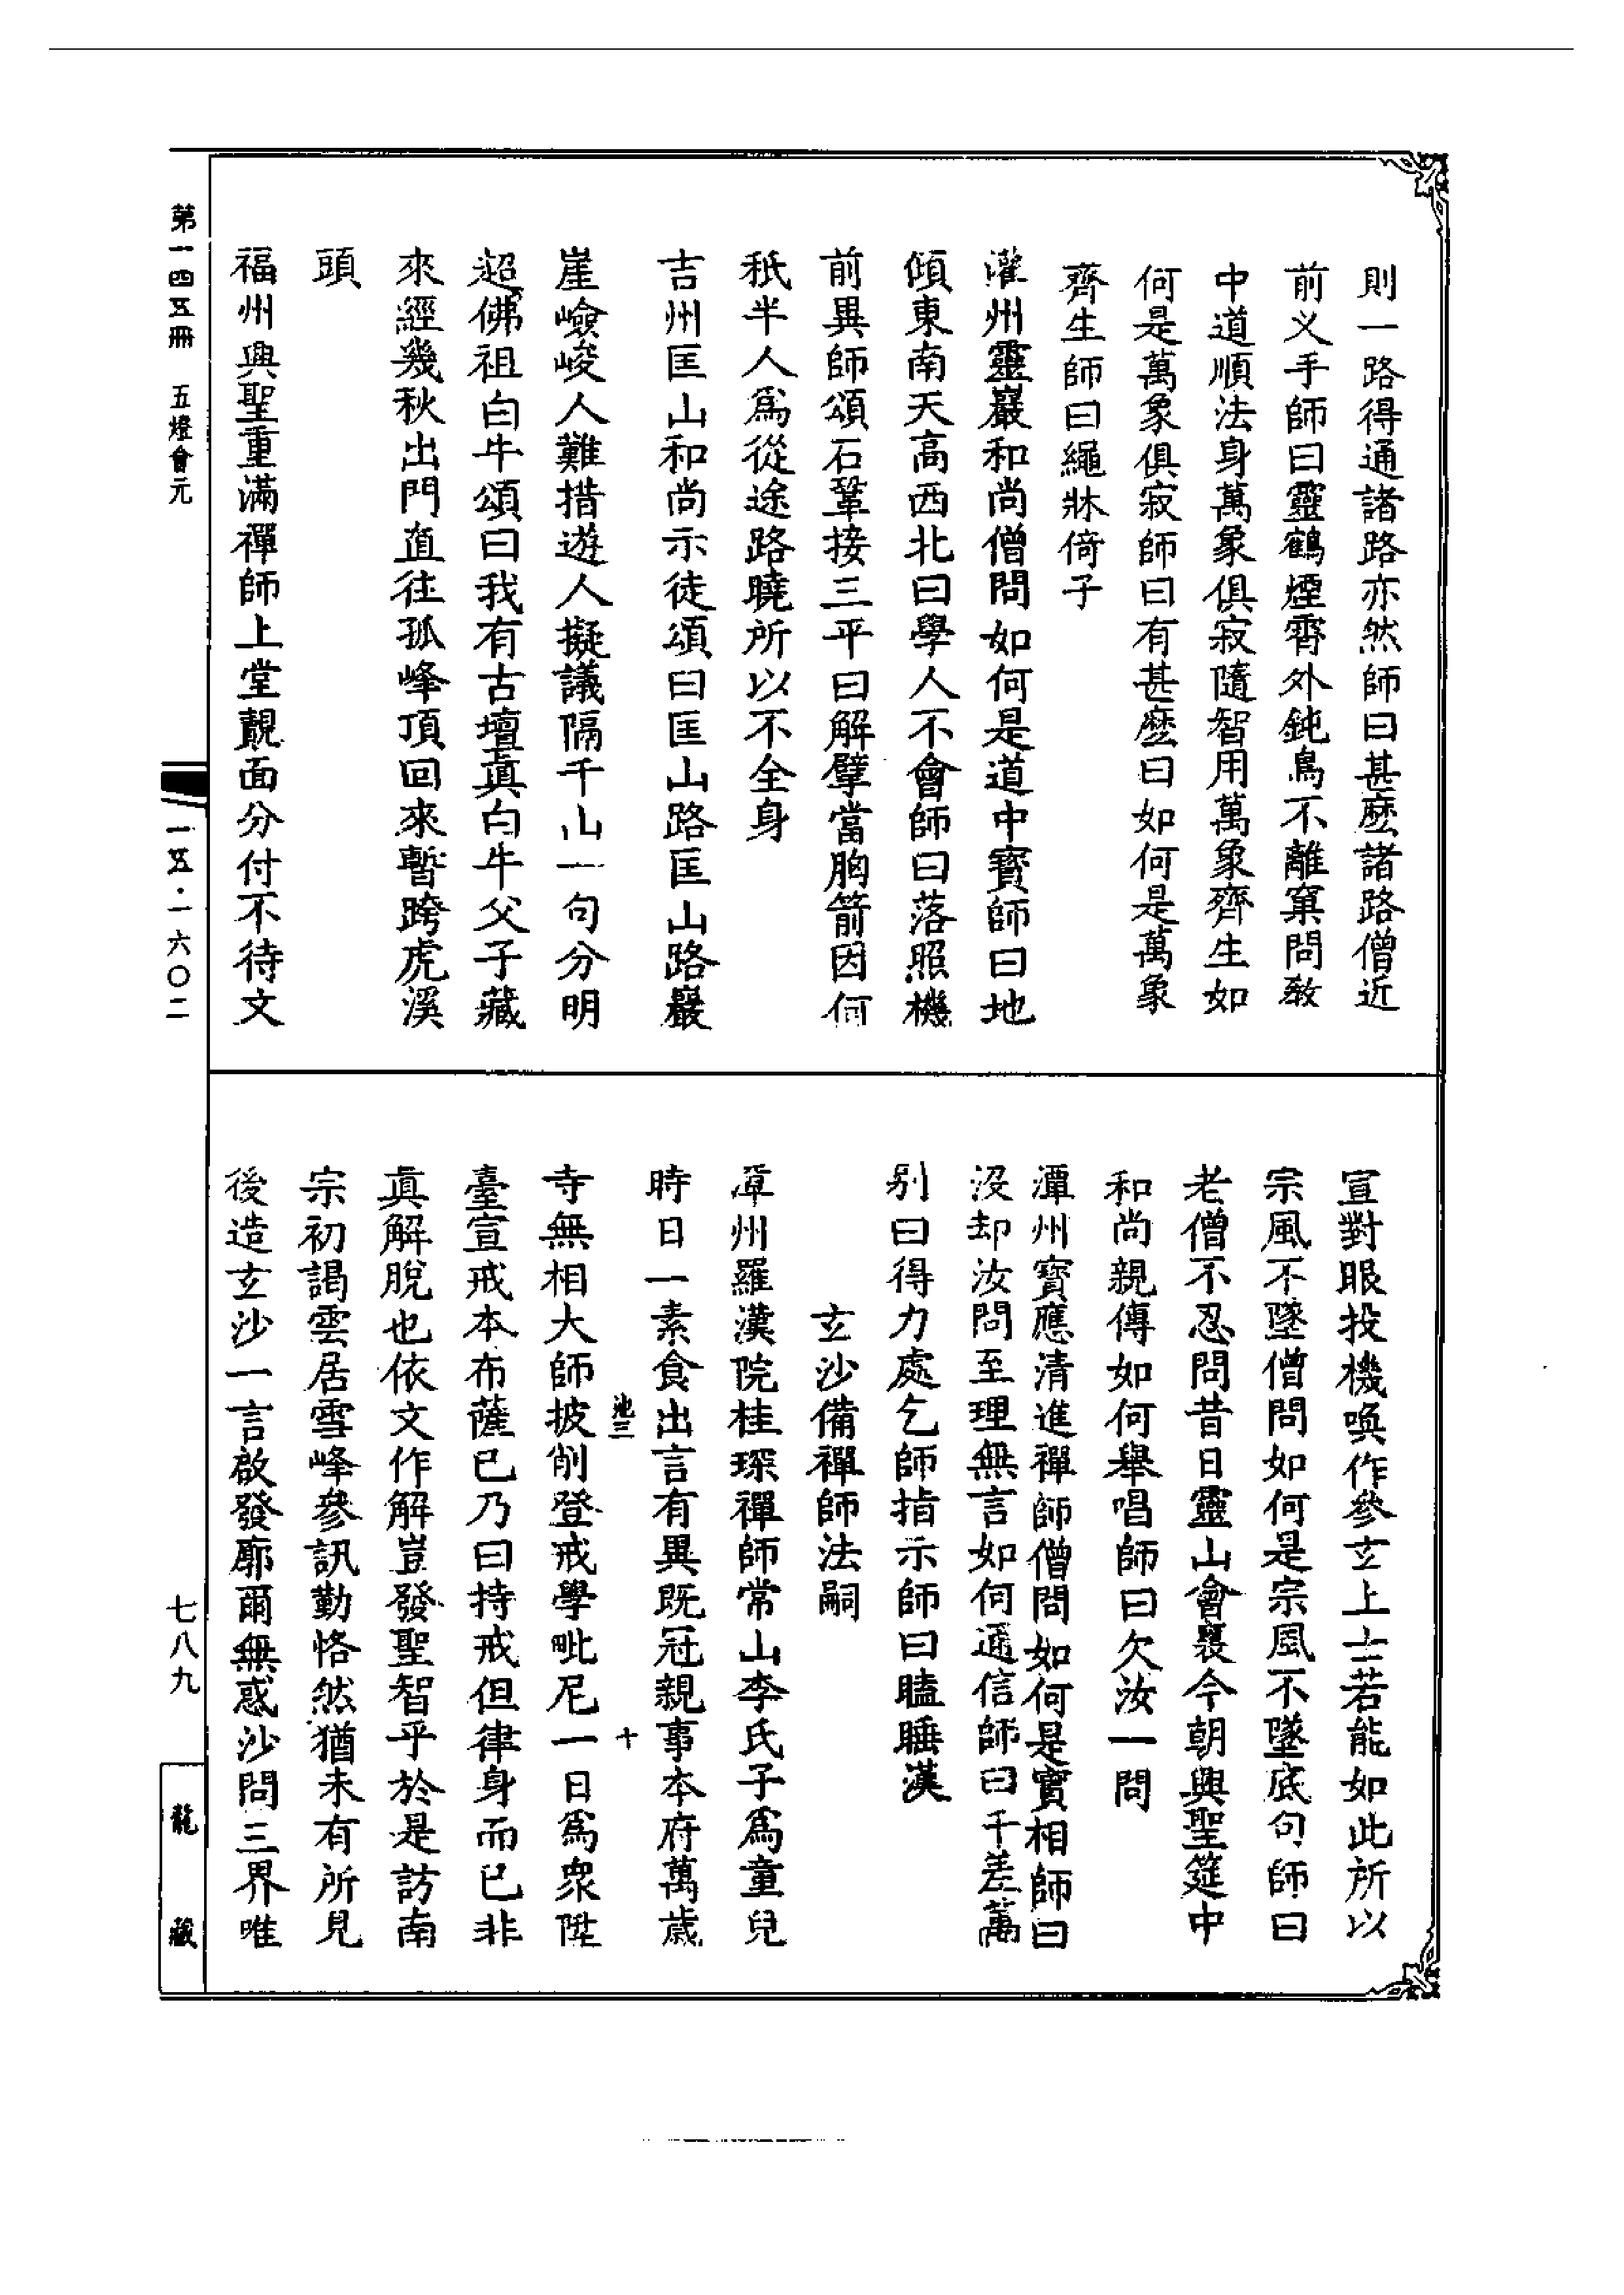 則一路得通諸路亦然師曰甚麽諸路僧近
前义手師曰靈鶴煙霄外鈍鳥不離窠問教
中道順法身萬象俱寂隨智用萬象齊生如
何是萬象俱寂師曰有甚麽曰如何是萬象
齊生師曰繩牀倚子
灌州靈巖和尚僧問如何是道中寶師曰地
傾東南天高西北曰學人不會師曰落照機
前異師頌石鞏接三平曰解擘當胸箭因何
秖半人爲從途路曉所以不全身
吉州匡山和尚示徒頌曰匡山路匡山路巖
崖嶮峻人難措遊人擬議隔千山一句分明
超佛祖白牛頌曰我有古壇眞白牛父子藏
來經幾秋出門直往孤峰頂回來暫跨虎溪
頭
福州興聖重滿禪師上堂覿面分付不待文
宣對眼投機喚作參玄上士若能如此所以
宗風不墜僧問如何是宗風不墜底句師曰
老僧不忍問昔日靈山會裏今朝興聖筵中
和尚親傳如何舉唱師曰欠汝一問
潭州寶應清進禪師僧問如何是實相師曰
沒却汝問至理無言如何通信師曰千差萬
别曰得力處乞師指示師曰瞌睡漢
玄沙備禪師法嗣
漳州羅漢院桂琛禪師常山李氏子爲童兒
時日一素食出言有異既冠親事本府萬歲
寺無相大師披削登戒學毗尼一日爲衆陞
臺宣戒本布薩已乃曰持戒但律身而已非
眞解脫也依文作解豈發聖智乎於是訪南
宗初謁雲居雪峰參訊勤恪然猶未有所見
後造玄沙一言啟發廓爾無惑沙問三界唯
池三
十
第一四五冊 五燈會元
一五·一六〇二
七八九
龍藏